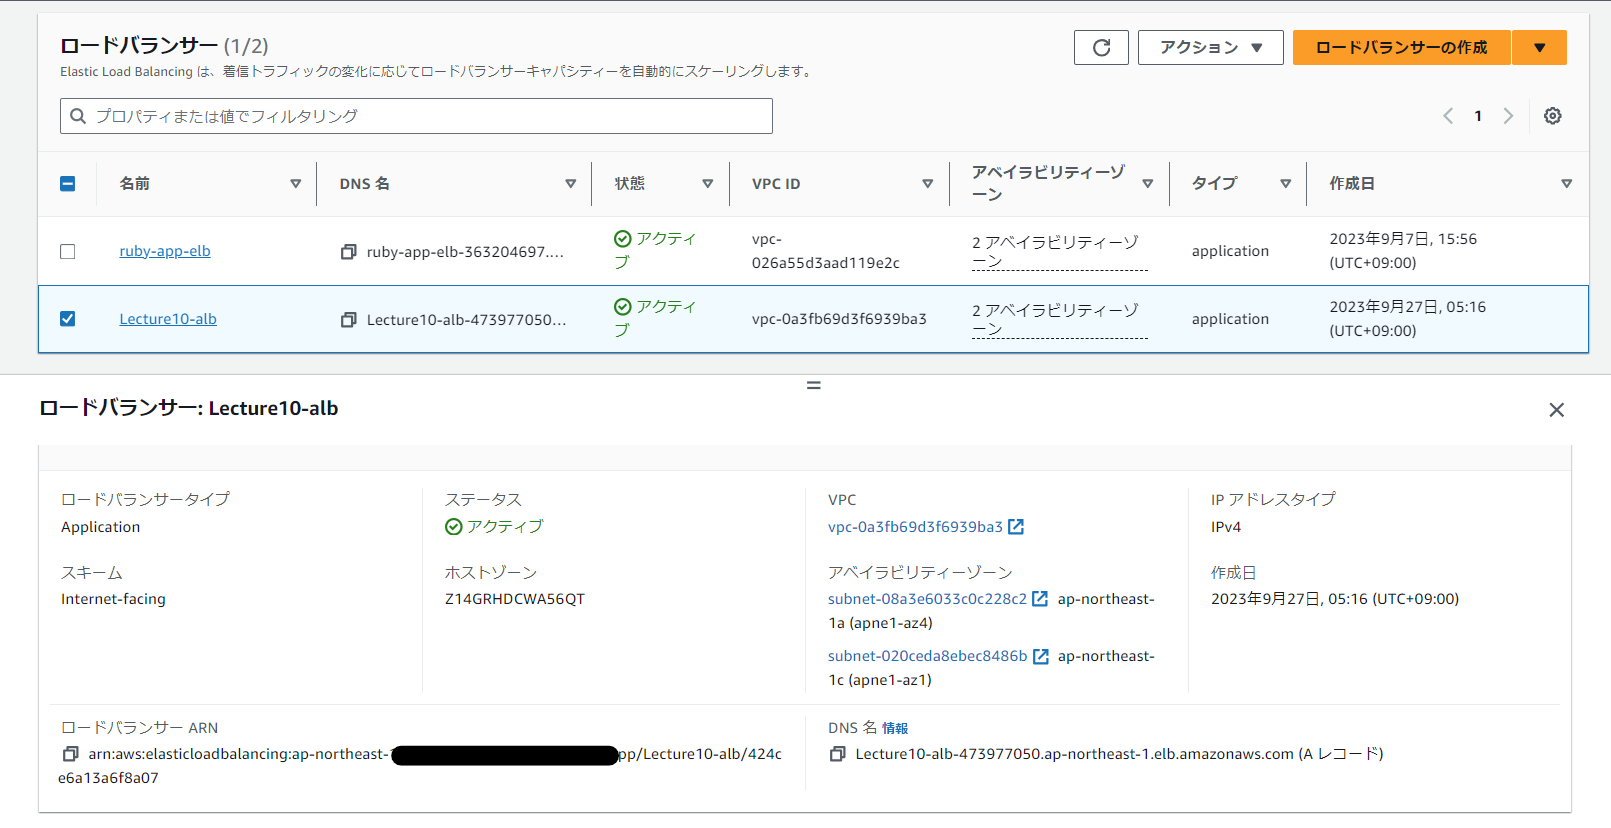 ロードバランサー (1/2)
Elastic Load Balancing は、着信トラフィックの変化に応じてロードバランサーキャパシティーを自動的にスケーリングします。
アクション
ロードバランサーの作成
プロパティまたは値でフィルタリング
1
名前
DNS 名
状態
VPC ID
アベイラビリティーゾ
ーン
タイプ
作成日
ruby-app-elb
ruby-app-elb-363204697....
アクティ
ブ
vpc-
026a55d3aad119e2c
2 アベイラビリティーゾ
ーン
application
2023年9月7日, 15:56
(UTC+09:00)
Lecture10-alb
Lecture10-alb-473977050...
アクティ
ブ
vpc-0a3fb69d3f6939ba3
2 アベイラビリティーゾ
ーン
application
2023年9月27日, 05:16
(UTC+09:00)
ロードバランサー: Lecture10-alb
ロードバランサータイプ
Application
ステータス
アクティブ
VPC
vpc-0a3fb69d3f6939ba3
IP アドレスタイプ
IPv4
スキーム
Internet-facing
ホストゾーン
Z14GRHDCWA56QT
アベイラビリティーゾーン
subnet-08a3e6033c0c228c2 ap-northeast-
1a (apne1-az4)
subnet-020ceda8ebec8486b ap-northeast-
1c (apne1-az1)
作成日
2023年9月27日, 05:16 (UTC+09:00)
ロードバランサー ARN
arn:aws:elasticloadbalancing:ap-northeast- pp/Lecture10-alb/424c
e6a13a6f8a07
DNS 名 情報
Lecture10-alb-473977050.ap-northeast-1.elb.amazonaws.com (A レコード)